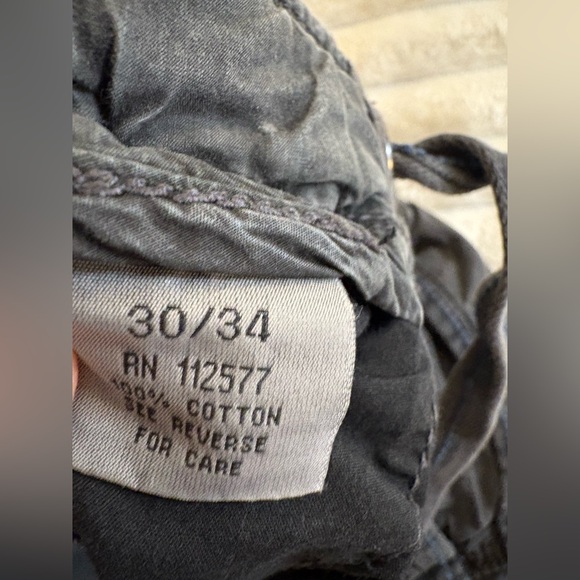 30/34
RN 112577
100% COTTON
SEE REVERSE
FOR CARE